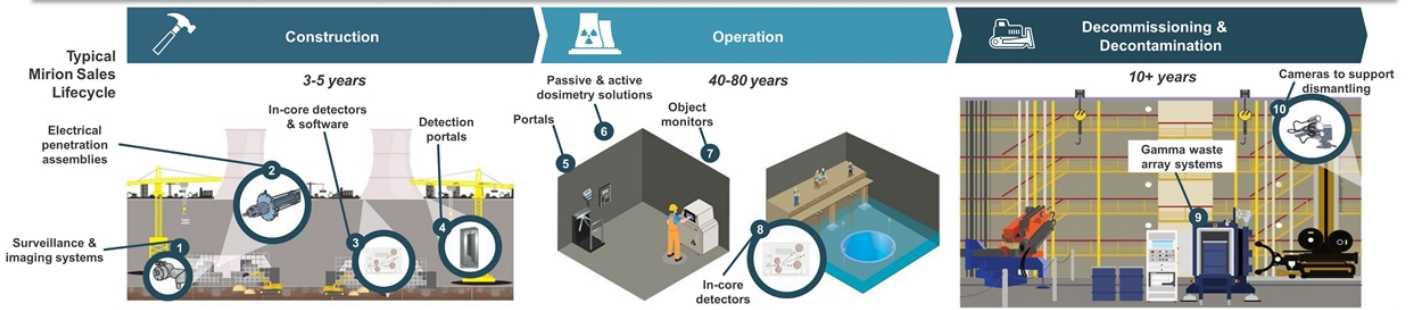 Typical
Mirion Sales
Lifecycle
Construction
3-5 years
Electrical
penetration
assemblies
In-core detectors
& software
Detection
portals
Surveillance &
imaging systems
1
2
3
4
Operation
40-80 years
Passive & active
dosimetry solutions
Portals
Object
monitors
5
6
7
8
In-core
detectors
Decommissioning &
Decontamination
10+ years
Cameras to support
dismantling
10
Gamma waste
array systems
9